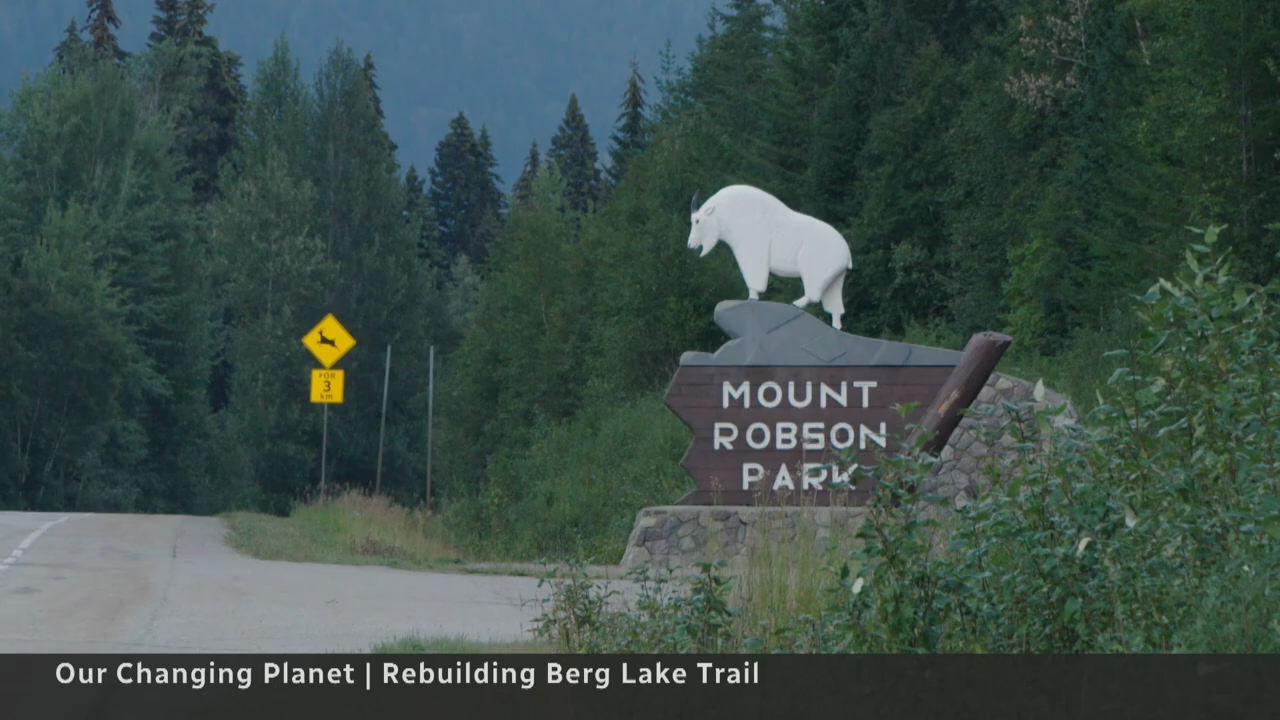 FOR
3
km
MOUNT
ROBSON
PARK
Our Changing Planet | Rebuilding Berg Lake Trail